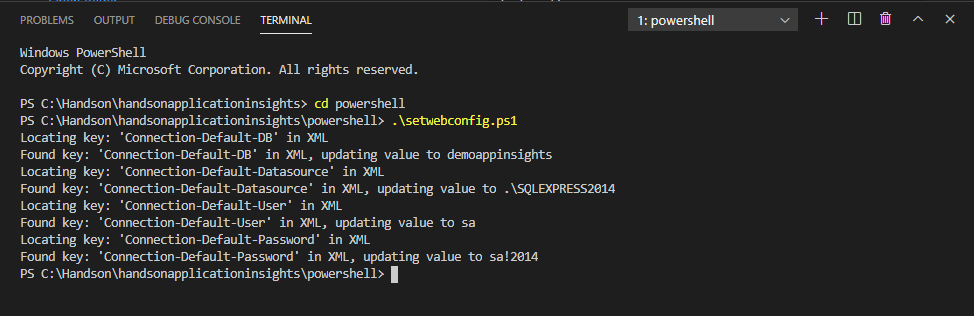 PROBLEMS OUTPUT DEBUG CONSOLE TERMINAL 1: powershell
Windows PowerShell
Copyright (C) Microsoft Corporation. All rights reserved.
PS C:\Handson\handsonapplicationinsights> cd powershell
PS C:\Handson\handsonapplicationinsights\powershell> .\setwebconfig.ps1
Locating key: 'Connection-Default-DB' in XML
Found key: 'Connection-Default-DB' in XML, updating value to demoappinsights
Locating key: 'Connection-Default-Datasource' in XML
Found key: 'Connection-Default-Datasource' in XML, updating value to .\SQLEXPRESS2014
Locating key: 'Connection-Default-User' in XML
Found key: 'Connection-Default-User' in XML, updating value to sa
Locating key: 'Connection-Default-Password' in XML
Found key: 'Connection-Default-Password' in XML, updating value to sa!2014
PS C:\Handson\handsonapplicationinsights\powershell>